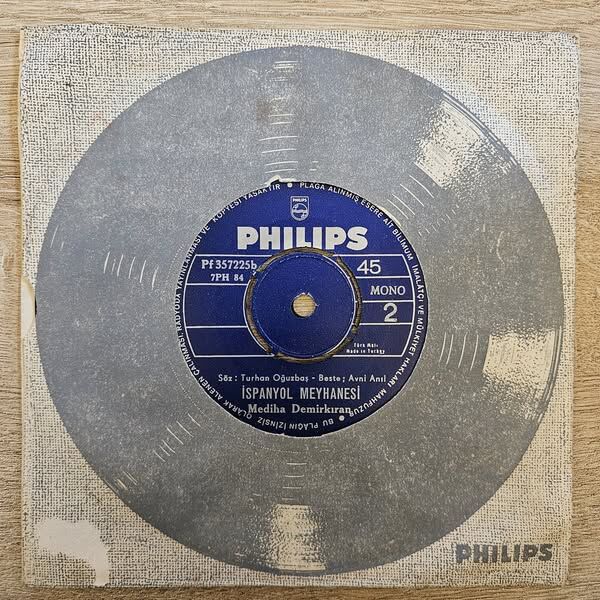 KOPYESİ YASAKTIR • PLAĞA ALINMIŞ ESERE AİT BİLÛMUM İMALATÇI VE MÜLKİYET HAKLARI MAHFUZDUR • BU PLAĞIN İZİNSİZ OLARAK ALENEN ÇALINMASI RADYODA YAYINLANMASI VE
PHILIPS
PHILIPS
Pf 357225b
7PH 84
45
MONO
2
Türk Malı
Made in Turkey
Söz : Turhan Oğuzbaş - Beste ; Avni Anıl
İSPANYOL MEYHANESİ
Mediha Demirkıran
PHILIPS